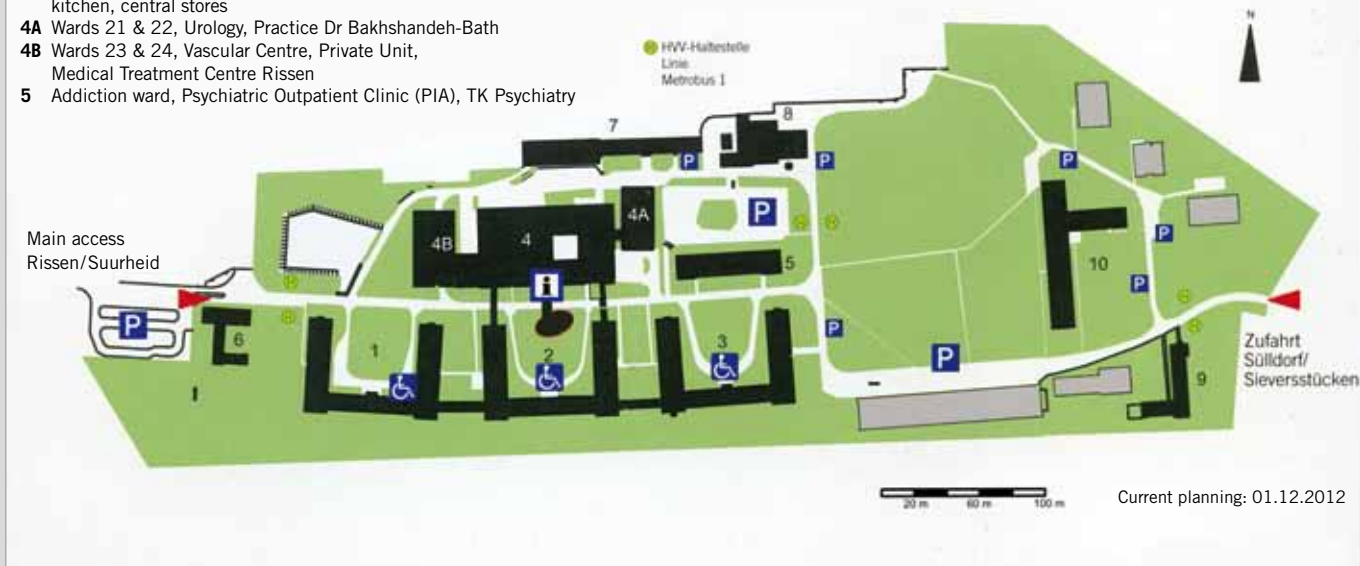 kitchen, central stores
4A Wards 21 & 22, Urology, Practice Dr Bakhshandeh-Bath
4B Wards 23 & 24, Vascular Centre, Private Unit,
Medical Treatment Centre Rissen
5 Addiction ward, Psychiatric Outpatient Clinic (PIA), TK Psychiatry
H HVV-Haltestelle
Linie
Metrobus 1
N
7
8
P
P
P
4A
P
H H
4B
4
5
10
P
P
Main access
Rissen/Suurheid
H
i
H
P
6
H
1
2
3
P
P
H
Zufahrt
Sülldorf/
Sieversstücken
9
20 m 60 m 100 m
Current planning: 01.12.2012